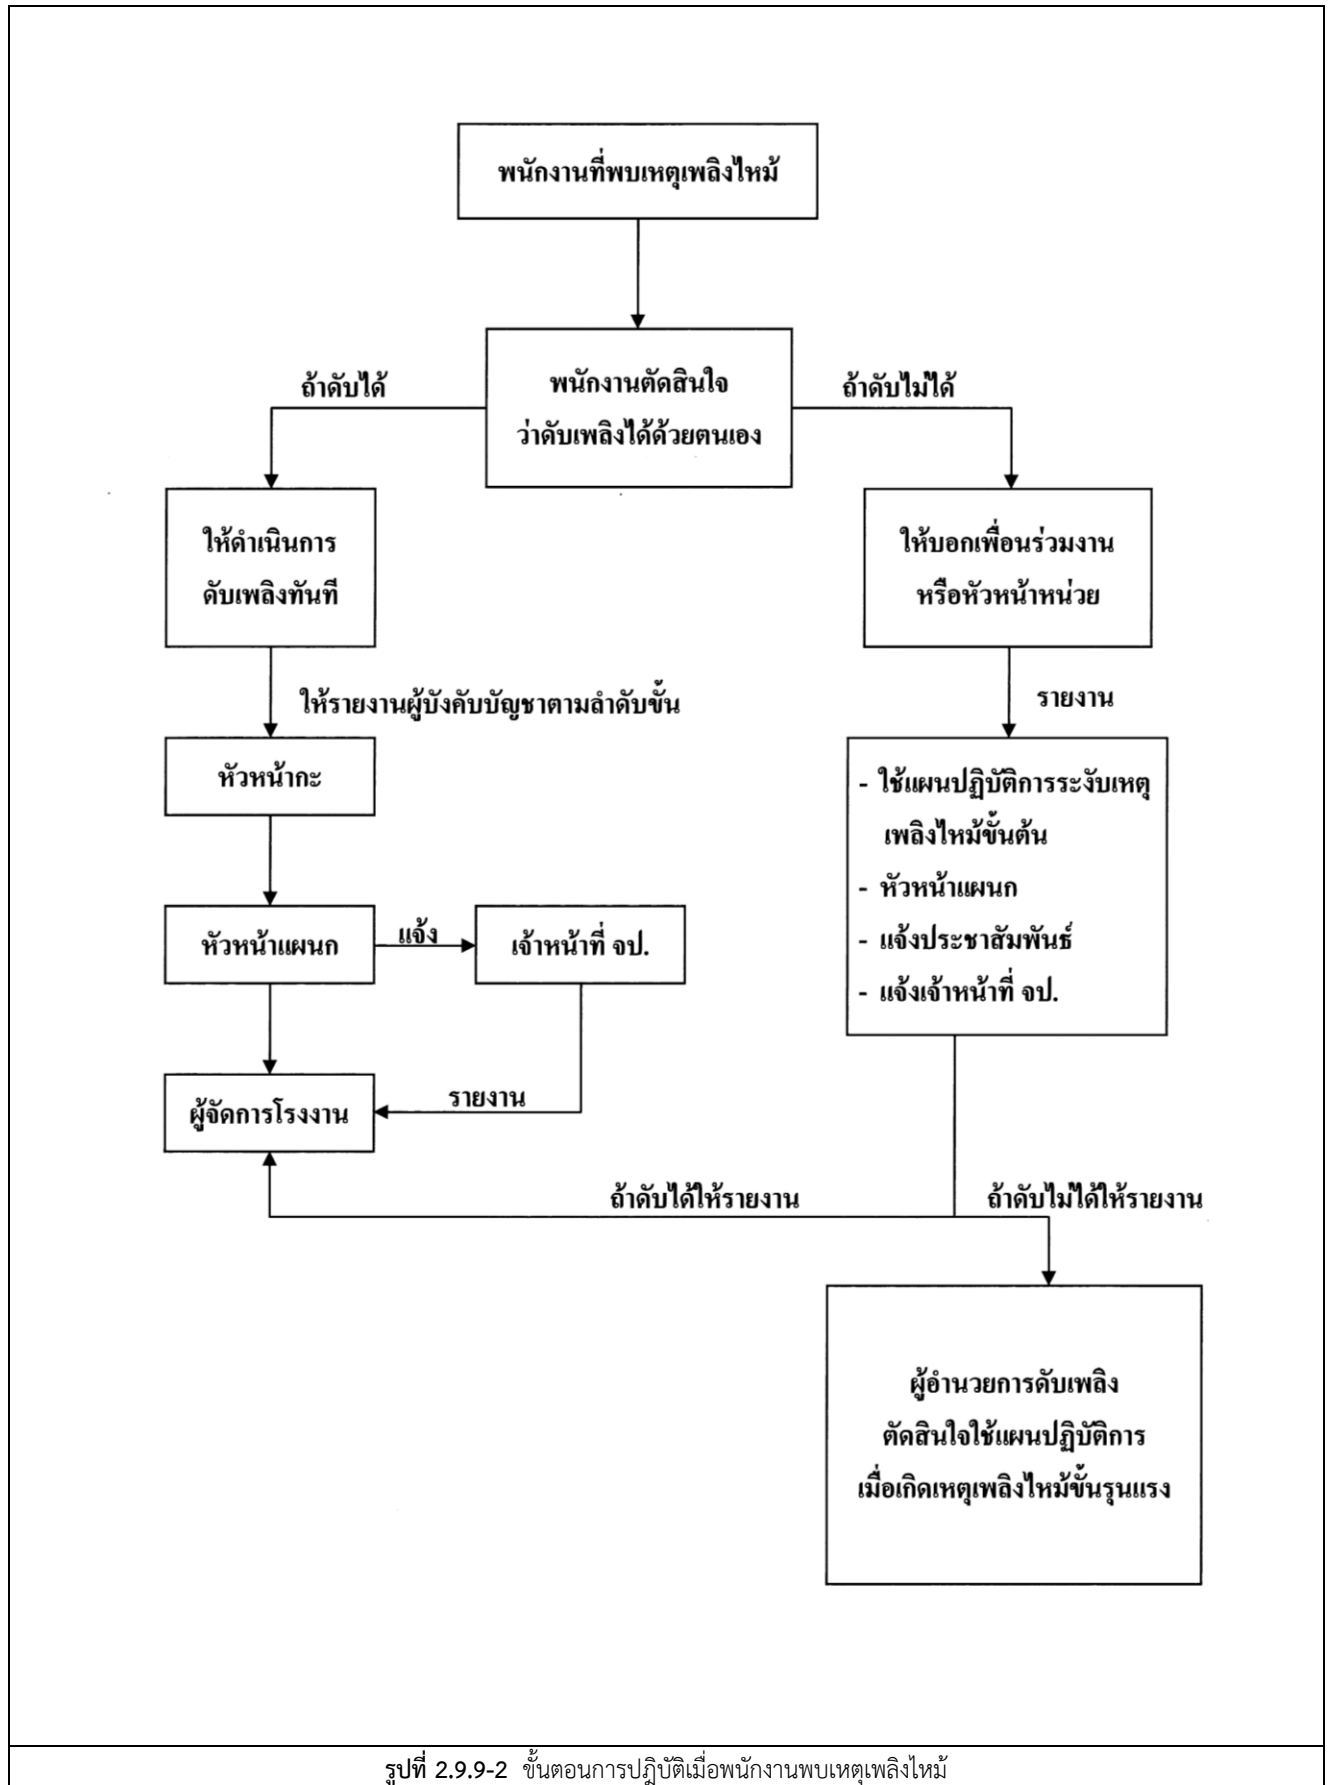 พนักงานที่พบเหตุเพลิงไหม้
พนักงานตัดสินใจ
ว่าดับเพลิงได้ด้วยตนเอง
ถ้าดับได้
ถ้าดับไม่ได้
ให้ดำเนินการ
ดับเพลิงทันที
ให้บอกเพื่อนร่วมงาน
หรือหัวหน้าหน่วย
ให้รายงานผู้บังคับบัญชาตามลำดับขั้น
รายงาน
หัวหน้ากะ
- ใช้แผนปฏิบัติการระงับเหตุ
เพลิงไหม้ขั้นต้น
- หัวหน้าแผนก
- แจ้งประชาสัมพันธ์
- แจ้งเจ้าหน้าที่ จป.
หัวหน้าแผนก
แจ้ง
เจ้าหน้าที่ จป.
ผู้จัดการโรงงาน
รายงาน
ถ้าดับได้ให้รายงาน
ถ้าดับไม่ได้ให้รายงาน
ผู้อำนวยการดับเพลิง
ตัดสินใจใช้แผนปฏิบัติการ
เมื่อเกิดเหตุเพลิงไหม้ขั้นรุนแรง
รูปที่ 2.9.9-2 ขั้นตอนการปฎิบัติเมื่อพนักงานพบเหตุเพลิงไหม้